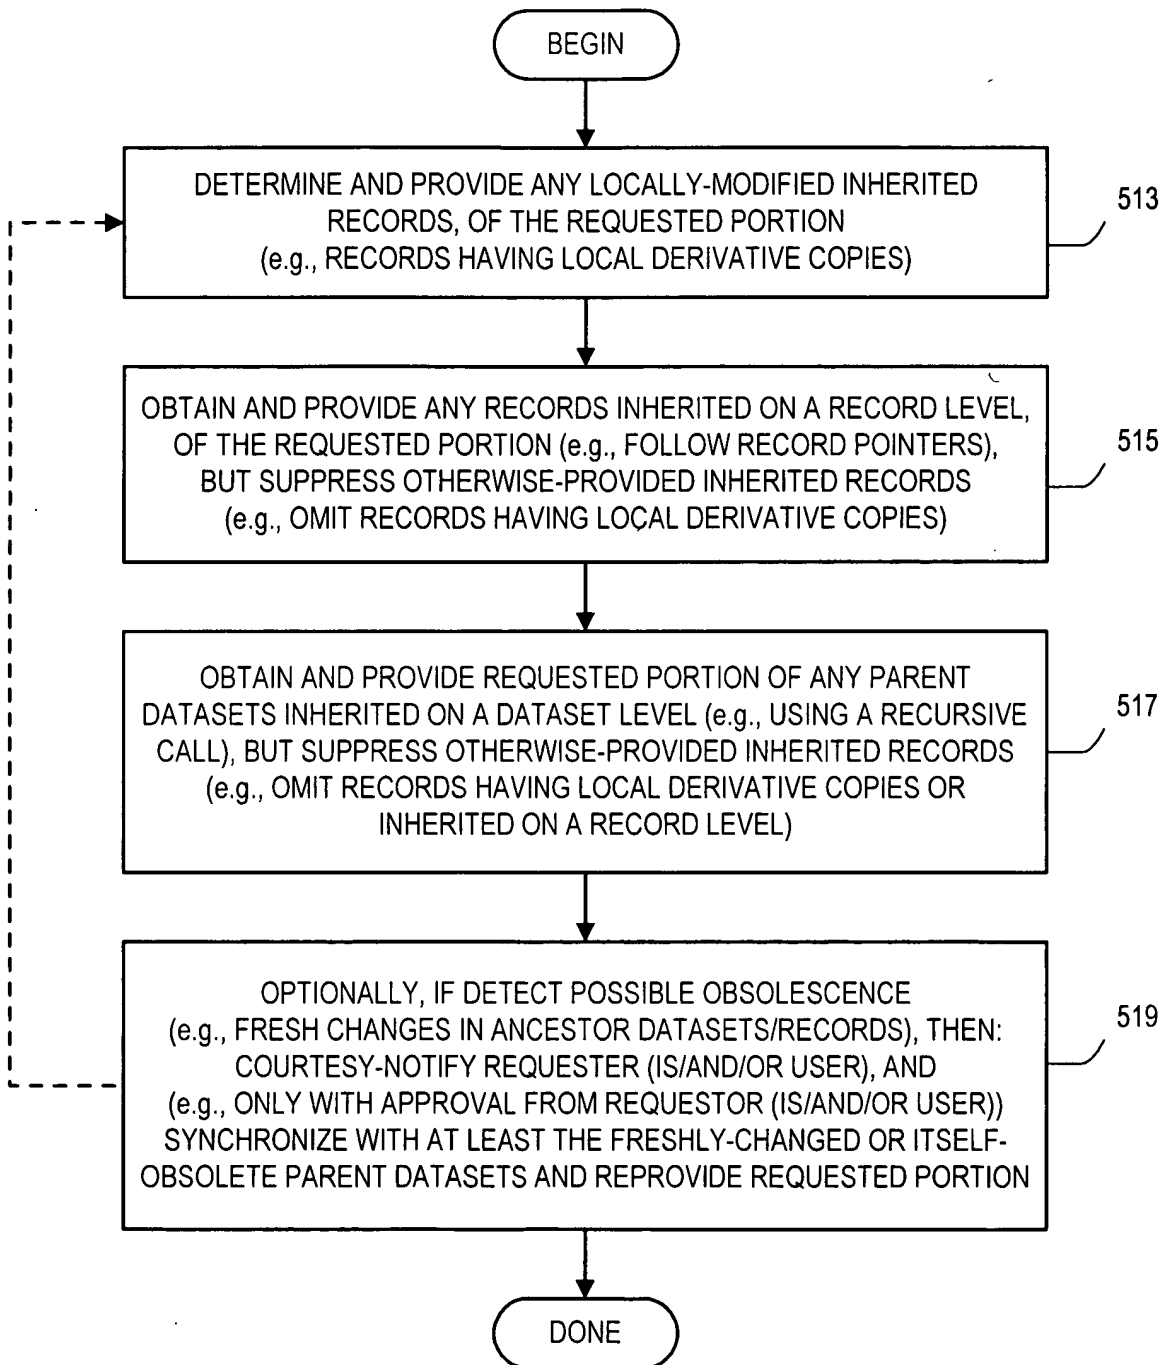 BEGIN
DETERMINE AND PROVIDE ANY LOCALLY-MODIFIED INHERITED
RECORDS, OF THE REQUESTED PORTION
(e.g., RECORDS HAVING LOCAL DERIVATIVE COPIES)
513
OBTAIN AND PROVIDE ANY RECORDS INHERITED ON A RECORD LEVEL,
OF THE REQUESTED PORTION (e.g., FOLLOW RECORD POINTERS),
BUT SUPPRESS OTHERWISE-PROVIDED INHERITED RECORDS
(e.g., OMIT RECORDS HAVING LOCAL DERIVATIVE COPIES)
515
OBTAIN AND PROVIDE REQUESTED PORTION OF ANY PARENT
DATASETS INHERITED ON A DATASET LEVEL (e.g., USING A RECURSIVE
CALL), BUT SUPPRESS OTHERWISE-PROVIDED INHERITED RECORDS
(e.g., OMIT RECORDS HAVING LOCAL DERIVATIVE COPIES OR
INHERITED ON A RECORD LEVEL)
517
OPTIONALLY, IF DETECT POSSIBLE OBSOLESCENCE
(e.g., FRESH CHANGES IN ANCESTOR DATASETS/RECORDS), THEN:
COURTESY-NOTIFY REQUESTER (IS/AND/OR USER), AND
(e.g., ONLY WITH APPROVAL FROM REQUESTOR (IS/AND/OR USER))
SYNCHRONIZE WITH AT LEAST THE FRESHLY-CHANGED OR ITSELF-
OBSOLETE PARENT DATASETS AND REPROVIDE REQUESTED PORTION
519
DONE